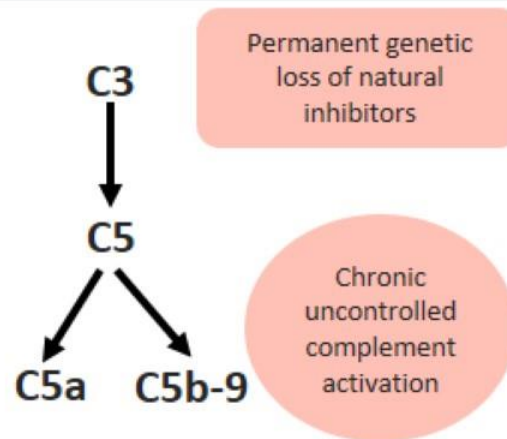 Permanent genetic
loss of natural
inhibitors
C3
C5
Chronic
uncontrolled
complement
activation
C5a C5b-9